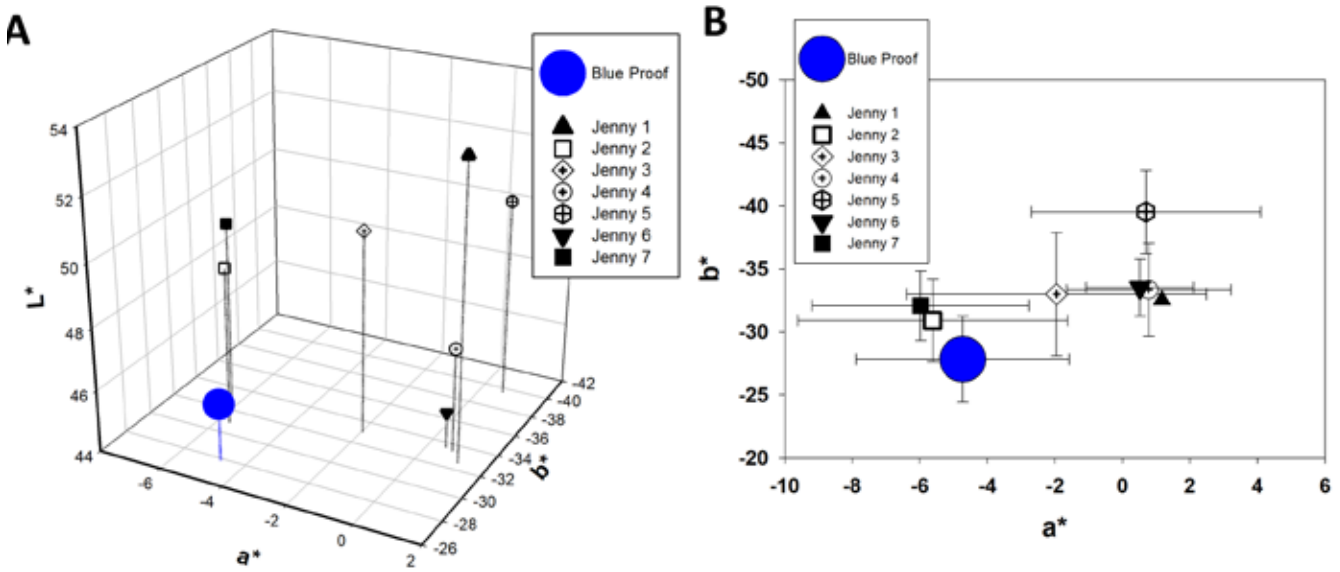 A
Blue Proof
Jenny 1
Jenny 2
Jenny 3
Jenny 4
Jenny 5
Jenny 6
Jenny 7
54
52
50
48
46
44
L*
-6
-4
-2
0
2
a*
-42
-40
-38
-36
-34
-32
-30
-28
-26
b*
B
Blue Proof
Jenny 1
Jenny 2
Jenny 3
Jenny 4
Jenny 5
Jenny 6
Jenny 7
-50
-45
-40
-35
-30
-25
-20
b*
-10
-8
-6
-4
-2
0
2
4
6
a*